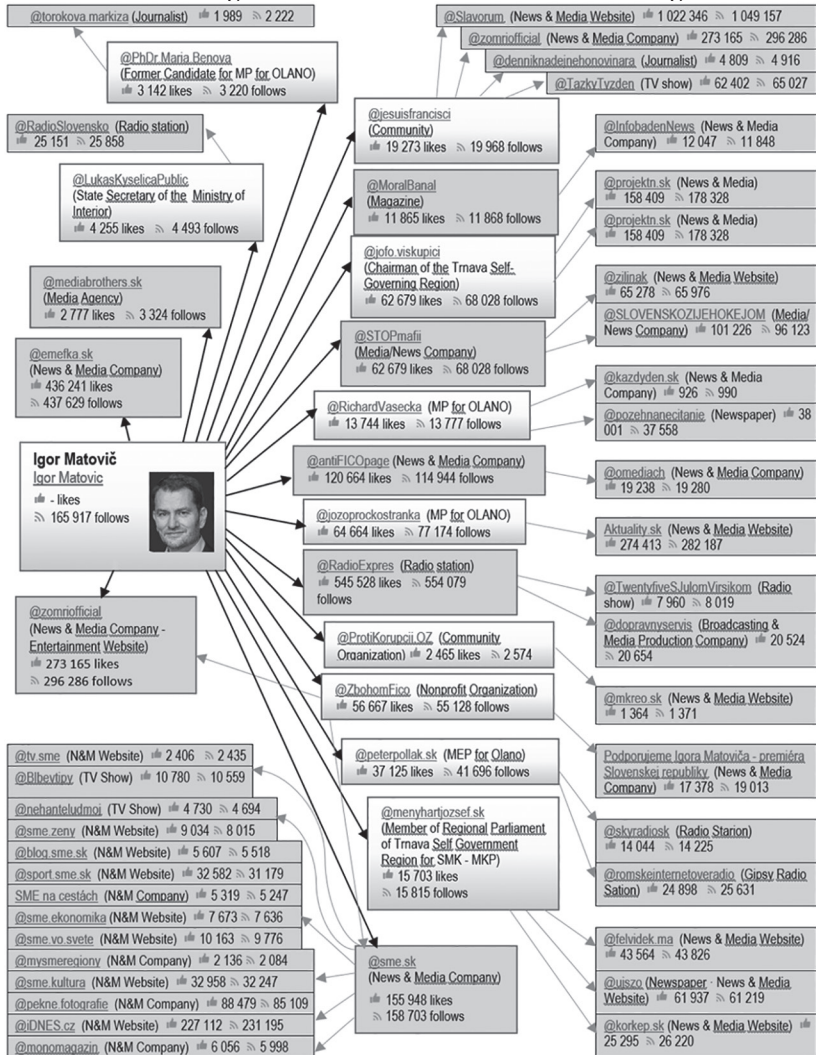 @torokova.markiza (Journalist) 1 989 2 222
@PhDr.Maria.Benova
(Former Candidate for MP for OLANO)
3 142 likes 3 220 follows
@RadioSlovensko (Radio station)
25 151 25 858
@LukasKyselicaPublic
(State Secretary of the Ministry of
Interior)
4 255 likes 4 493 follows
@mediabrothers.sk
(Media Agency)
2 777 likes 3 324 follows
@emefka.sk
(News & Media Company)
436 241 likes
437 629 follows
Igor Matovič
Igor Matovic
- likes
165 917 follows
@zomriofficial
(News & Media Company -
Entertainment Website)
273 165 likes
296 286 follows
@tv.sme (N&M Website) 2 406 2 435
@Blbevtipy (TV Show) 10 780 10 559
@nehanteludmoi (TV Show) 4 730 4 694
@sme.zeny (N&M Website) 9 034 8 015
@blog.sme.sk (N&M Website) 5 607 5 518
@sport.sme.sk (N&M Website) 32 582 31 179
SME na cestách (N&M Company) 5 319 5 247
@sme.ekonomika (N&M Website) 7 673 7 636
@sme.vo.svete (N&M Website) 10 163 9 776
@mysmeregiony (N&M Company) 2 136 2 084
@sme.kultura (N&M Website) 32 958 32 247
@pekne.fotografie (N&M Company) 88 479 85 109
@iDNES.cz (N&M Website) 227 112 231 195
@monomagazin (N&M Company) 6 056 5 998
@jesuisfrancisci
(Community)
19 273 likes 19 968 follows
@MoralBanal
(Magazine)
11 865 likes 11 868 follows
@jofo.viskupici
(Chairman of the Trnava Self-
Governing Region)
62 679 likes 68 028 follows
@STOPmafii
(Media/News Company)
62 679 likes 68 028 follows
@RichardVasecka (MP for OLANO)
13 744 likes 13 777 follows
@antiFICOpage (News & Media Company)
120 664 likes 114 944 follows
@jozoprockostranka (MP for OLANO)
64 664 likes 77 174 follows
@RadioExpres (Radio station)
545 528 likes 554 079
follows
@ProtiKorupcii.OZ (Community
Organization) 2 465 likes 2 574
@ZbohomFico (Nonprofit Organization)
56 667 likes 55 128 follows
@peterpollak.sk (MEP for Olano)
37 125 likes 41 696 follows
@menyhartjozsef.sk
(Member of Regional Parliament
of Trnava Self Government
Region for SMK - MKP)
15 703 likes
15 815 follows
@sme.sk
(News & Media Company)
155 948 likes
158 703 follows
@Slavorum (News & Media Website) 1 022 346 1 049 157
@zomriofficial (News & Media Company) 273 165 296 286
@denniknadejnehonovinara (Journalist) 4 809 4 916
@TazkyTyzden (TV show) 62 402 65 027
@InfobadenNews (News & Media
Company) 12 047 11 848
@projektn.sk (News & Media)
158 409 178 328
@projektn.sk (News & Media)
158 409 178 328
@zilinak (News & Media Website)
65 278 65 976
@SLOVENSKOZIJEHOKEJOM (Media/
News Company) 101 226 96 123
@kazdyden.sk (News & Media
Company) 926 990
@pozehnanecitanie (Newspaper) 38
001 37 558
@omediach (News & Media Company)
19 238 19 280
Aktuality.sk (News & Media Website)
274 413 282 187
@TwentyfiveSJulomVirsikom (Radio
show) 7 960 8 019
@dopravnyservis (Broadcasting &
Media Production Company) 20 524
20 654
@mkreo.sk (News & Media Website)
1 364 1 371
Podporujeme Igora Matoviča - premiéra
Slovenskej republiky (News & Media
Company) 17 378 19 013
@skyradiosk (Radio Starion)
14 044 14 225
@romskeinternetoveradio (Gipsy Radio
Sation) 24 898 25 631
@felvidek.ma (News & Media Website)
43 564 43 826
@ujszo (Newspaper · News & Media
Website) 61 937 61 219
@korkep.sk (News & Media Website)
25 295 26 220